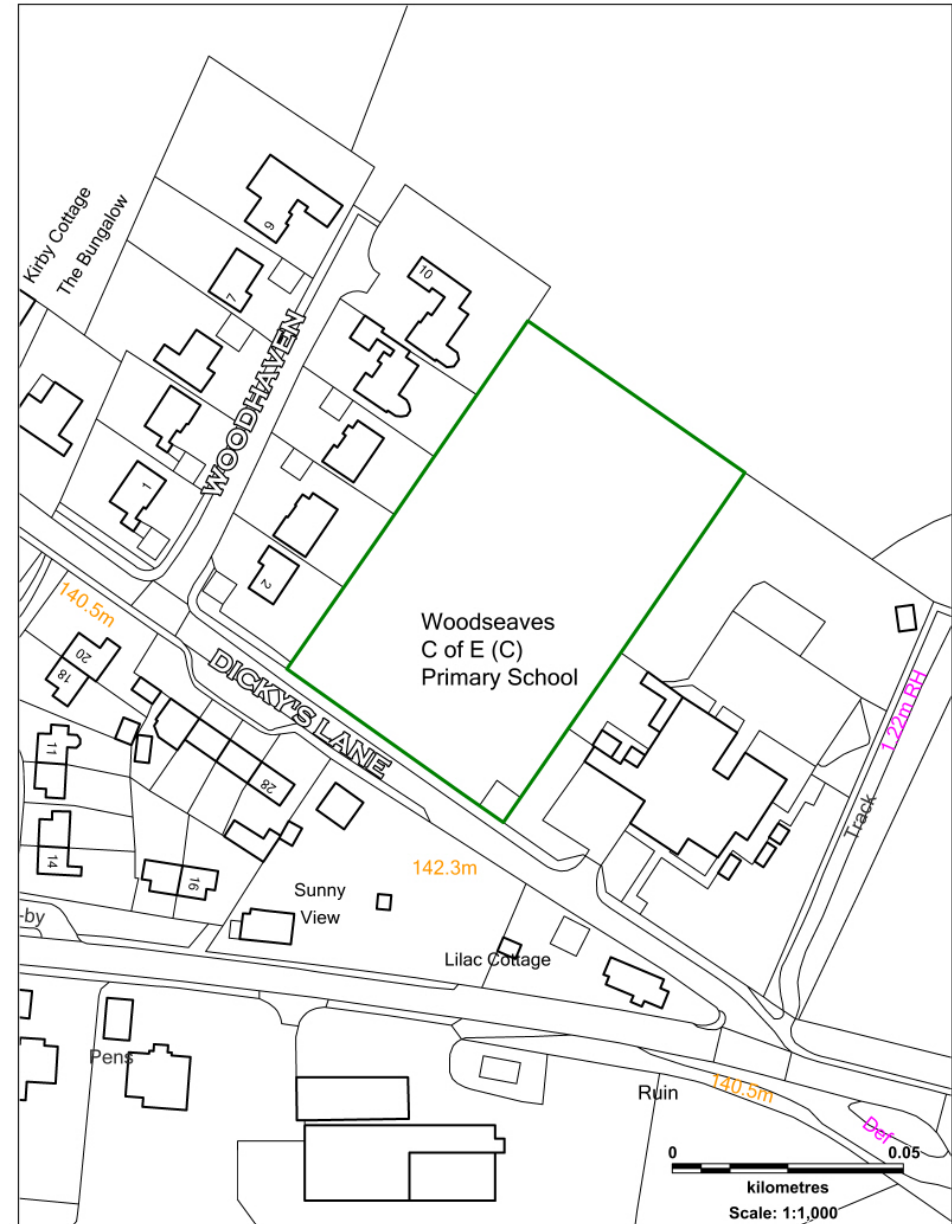 Kirby Cottage
The Bungalow
9
7
10
WOODHAVEN
1
2
140.5m
20
18
DICKY'S LANE
Woodseaves
C of E (C)
Primary School
1.22m RH
Track
11
28
14
16
142.3m
Sunny
View
-by
Lilac Cottage
Pens
Ruin
140.5m
Def
0
0.05
kilometres
Scale: 1:1,000